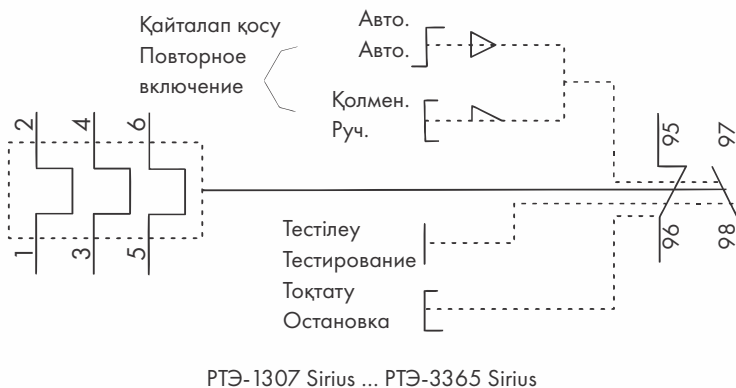 Қайталап қосу
Повторное
включение
Авто.
Авто.
Қолмен.
Руч.
2 4 6
1 3 5
95 97
96 98
Тестілеу
Тестирование
Тоқтату
Остановка
РТЭ-1307 Sirius ... РТЭ-3365 Sirius